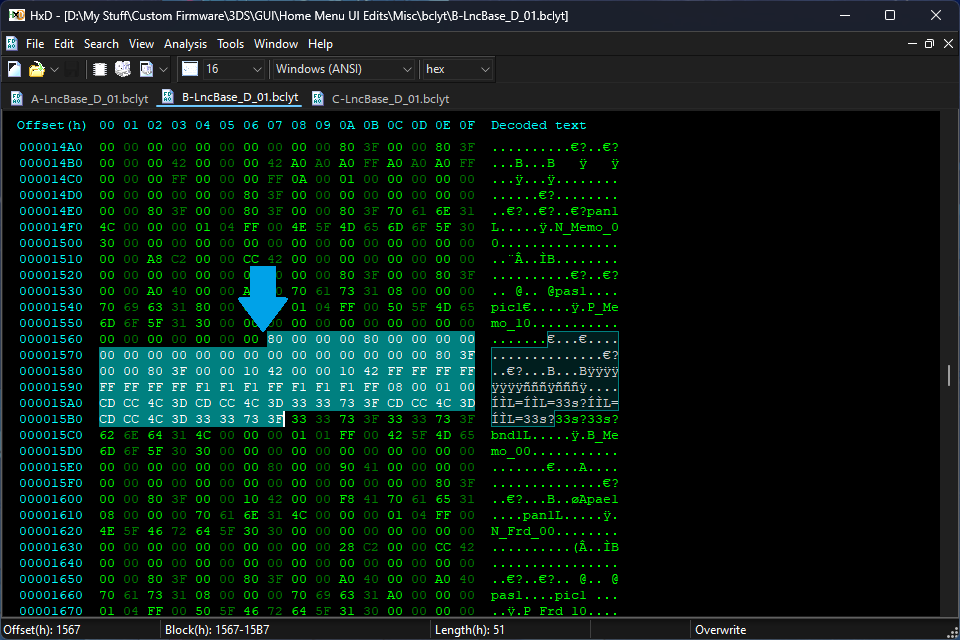 HxD - [D:\My Stuff\Custom Firmware\3DS\GUI\Home Menu UI Edits\Misc\bclyt\B-LncBase_D_01.bclyt]
File Edit Search View Analysis Tools Window Help
16 Windows (ANSI) hex
A-LncBase_D_01.bclyt B-LncBase_D_01.bclyt C-LncBase_D_01.bclyt
Offset(h) 00 01 02 03 04 05 06 07 08 09 0A 0B 0C 0D 0E 0F Decoded text
000014A0 00 00 00 00 00 00 00 00 00 00 80 3F 00 00 80 3F ..........€?..€?
000014B0 00 00 00 42 00 00 00 42 A0 A0 A0 FF A0 A0 A0 FF ...B...B   ÿ   ÿ
000014C0 00 00 00 FF 00 00 00 FF 0A 00 01 00 00 00 00 00 ...ÿ...ÿ........
000014D0 00 00 00 00 00 00 80 3F 00 00 00 00 00 00 00 00 ......€?........
000014E0 00 00 80 3F 00 00 80 3F 00 00 80 3F 70 61 6E 31 ..€?..€?..€?pan1
000014F0 4C 00 00 00 01 04 FF 00 4E 5F 4D 65 6D 6F 5F 30 L.....ÿ.N_Memo_0
00001500 30 00 00 00 00 00 00 00 00 00 00 00 00 00 00 00 0...............
00001510 00 00 A8 C2 00 00 CC 42 00 00 00 00 00 00 00 00 ..¨Â..ÌB........
00001520 00 00 00 00 00 00 00 00 00 80 3F 00 00 80 3F ..........€?..€?
00001530 00 00 A0 40 00 00 70 61 73 31 08 00 00 00 .. @.. @pas1....
00001540 70 69 63 31 80 00 01 04 FF 00 50 5F 4D 65 pic1€.....ÿ.P_Me
00001550 6D 6F 5F 31 30 00 00 00 00 00 00 00 00 00 00 mo_10...........
00001560 00 00 00 00 00 00 00 80 00 00 00 80 00 00 00 00 .......€...€....
00001570 00 00 00 00 00 00 00 00 00 00 00 00 00 00 80 3F ..............€?
00001580 00 00 80 3F 00 00 10 42 00 00 10 42 FF FF FF FF ..€?...B...Bÿÿÿÿ
00001590 FF FF FF FF F1 F1 F1 FF F1 F1 F1 FF 08 00 01 00 ÿÿÿÿñññÿñññÿ....
000015A0 CD CC 4C 3D CD CC 4C 3D 33 33 73 3F CD CC 4C 3D ÍÌL=ÍÌL=33s?ÍÌL=
000015B0 CD CC 4C 3D 33 33 73 3F 33 33 73 3F 33 33 73 3F ÍÌL=33s?33s?33s?
000015C0 62 6E 64 31 4C 00 00 00 01 01 FF 00 42 5F 4D 65 bnd1L.....ÿ.B_Me
000015D0 6D 6F 5F 30 30 00 00 00 00 00 00 00 00 00 00 00 mo_00...........
000015E0 00 00 00 00 00 00 00 80 00 00 90 41 00 00 00 00 .......€...A....
000015F0 00 00 00 00 00 00 00 00 00 00 00 00 00 00 80 3F ..............€?
00001600 00 00 80 3F 00 00 10 42 00 00 F8 41 70 61 65 31 ..€?...B..øApae1
00001610 08 00 00 00 70 61 6E 31 4C 00 00 00 01 04 FF 00 ....pan1L.....ÿ.
00001620 4E 5F 46 72 64 5F 30 30 00 00 00 00 00 00 00 00 N_Frd_00........
00001630 00 00 00 00 00 00 00 00 00 00 28 C2 00 00 CC 42 ..........(Â..ÌB
00001640 00 00 00 00 00 00 00 00 00 00 00 00 00 00 00 00 ................
00001650 00 00 80 3F 00 00 80 3F 00 00 A0 40 00 00 A0 40 ..€?..€?.. @.. @
00001660 70 61 73 31 08 00 00 00 70 69 63 31 A0 00 00 00 pas1....pic1 ...
00001670 01 04 FF 00 50 5F 46 72 64 5F 31 30 00 00 00 00 ..ÿ.P_Frd_10....
Offset(h): 1567 Block(h): 1567-15B7 Length(h): 51 Overwrite